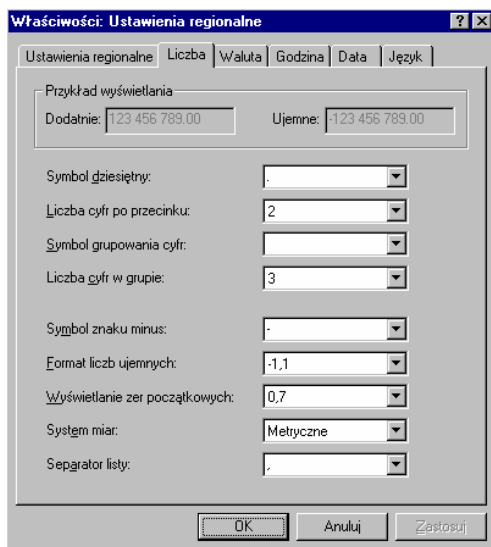 Właściwości: Ustawienia regionalne
Ustawienia regionalne Liczba Waluta Godzina Data Język
Przykład wyświetlania
Dodatnie: 123 456 789.00 Ujemne: -123 456 789.00
Symbol dziesiętny: .
Liczba cyfr po przecinku: 2
Symbol grupowania cyfr:
Liczba cyfr w grupie: 3
Symbol znaku minus: -
Format liczb ujemnych: -1,1
Wyświetlanie zer początkowych: 0,7
System miar: Metryczne
Separator listy: ,
OK Anuluj Zastosuj